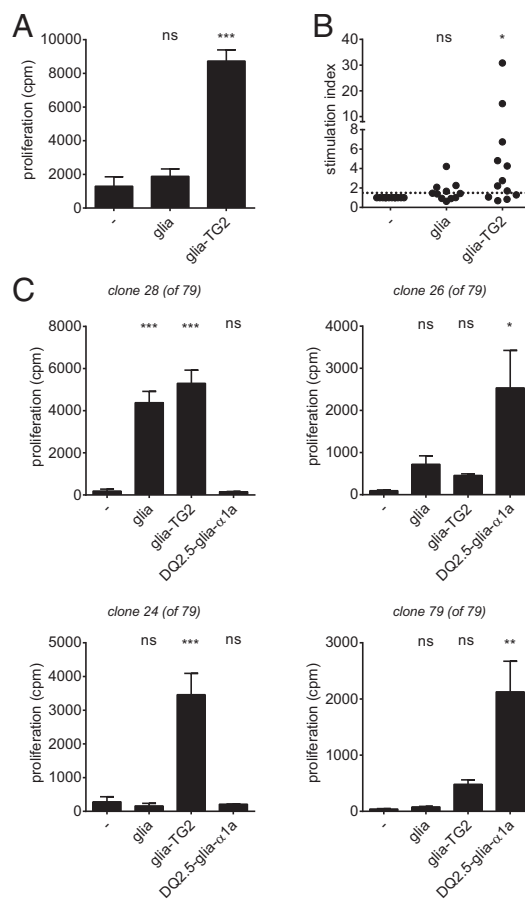 A
ns
***
10000
8000
6000
4000
2000
0
proliferation (cpm)
-
glia
glia-TG2
B
ns
*
40
30
20
10
8
6
4
2
0
stimulation index
-
glia
glia-TG2
C
clone 28 (of 79)
***
***
ns
8000
6000
4000
2000
0
proliferation (cpm)
-
glia
glia-TG2
DQ2.5-glia-α1a
clone 26 (of 79)
ns
ns
*
4000
3000
2000
1000
0
proliferation (cpm)
-
glia
glia-TG2
DQ2.5-glia-α1a
clone 24 (of 79)
ns
***
ns
5000
4000
3000
2000
1000
0
proliferation (cpm)
-
glia
glia-TG2
DQ2.5-glia-α1a
clone 79 (of 79)
ns
ns
**
3000
2000
1000
0
proliferation (cpm)
-
glia
glia-TG2
DQ2.5-glia-α1a